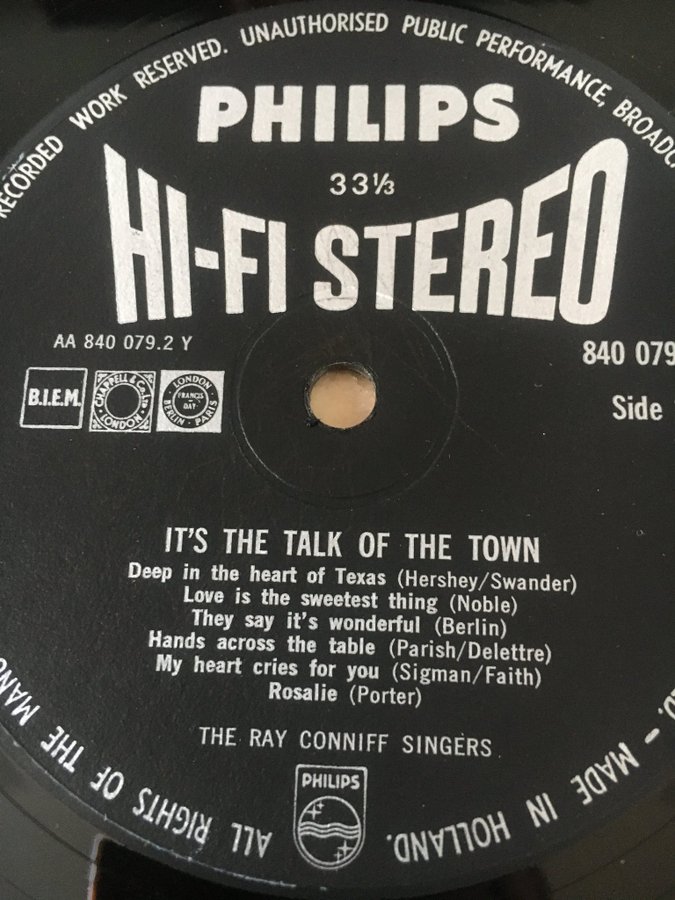 RECORDED WORK RESERVED. UNAUTHORISED PUBLIC PERFORMANCE,
PHILIPS
33⅓
HI-FI STEREO
AA 840 079.2 Y
840 079
B.I.E.M.
CHAPPELL & Co. Ltd
LONDON
LONDON
FRANCIS
DAY
BERLIN - PARIS
Side
IT'S THE TALK OF THE TOWN
Deep in the heart of Texas (Hershey/Swander)
Love is the sweetest thing (Noble)
They say it's wonderful (Berlin)
Hands across the table (Parish/Delettre)
My heart cries for you (Sigman/Faith)
Rosalie (Porter)
THE RAY CONNIFF SINGERS
PHILIPS
ALL RIGHTS OF THE
MADE IN HOLLAND.